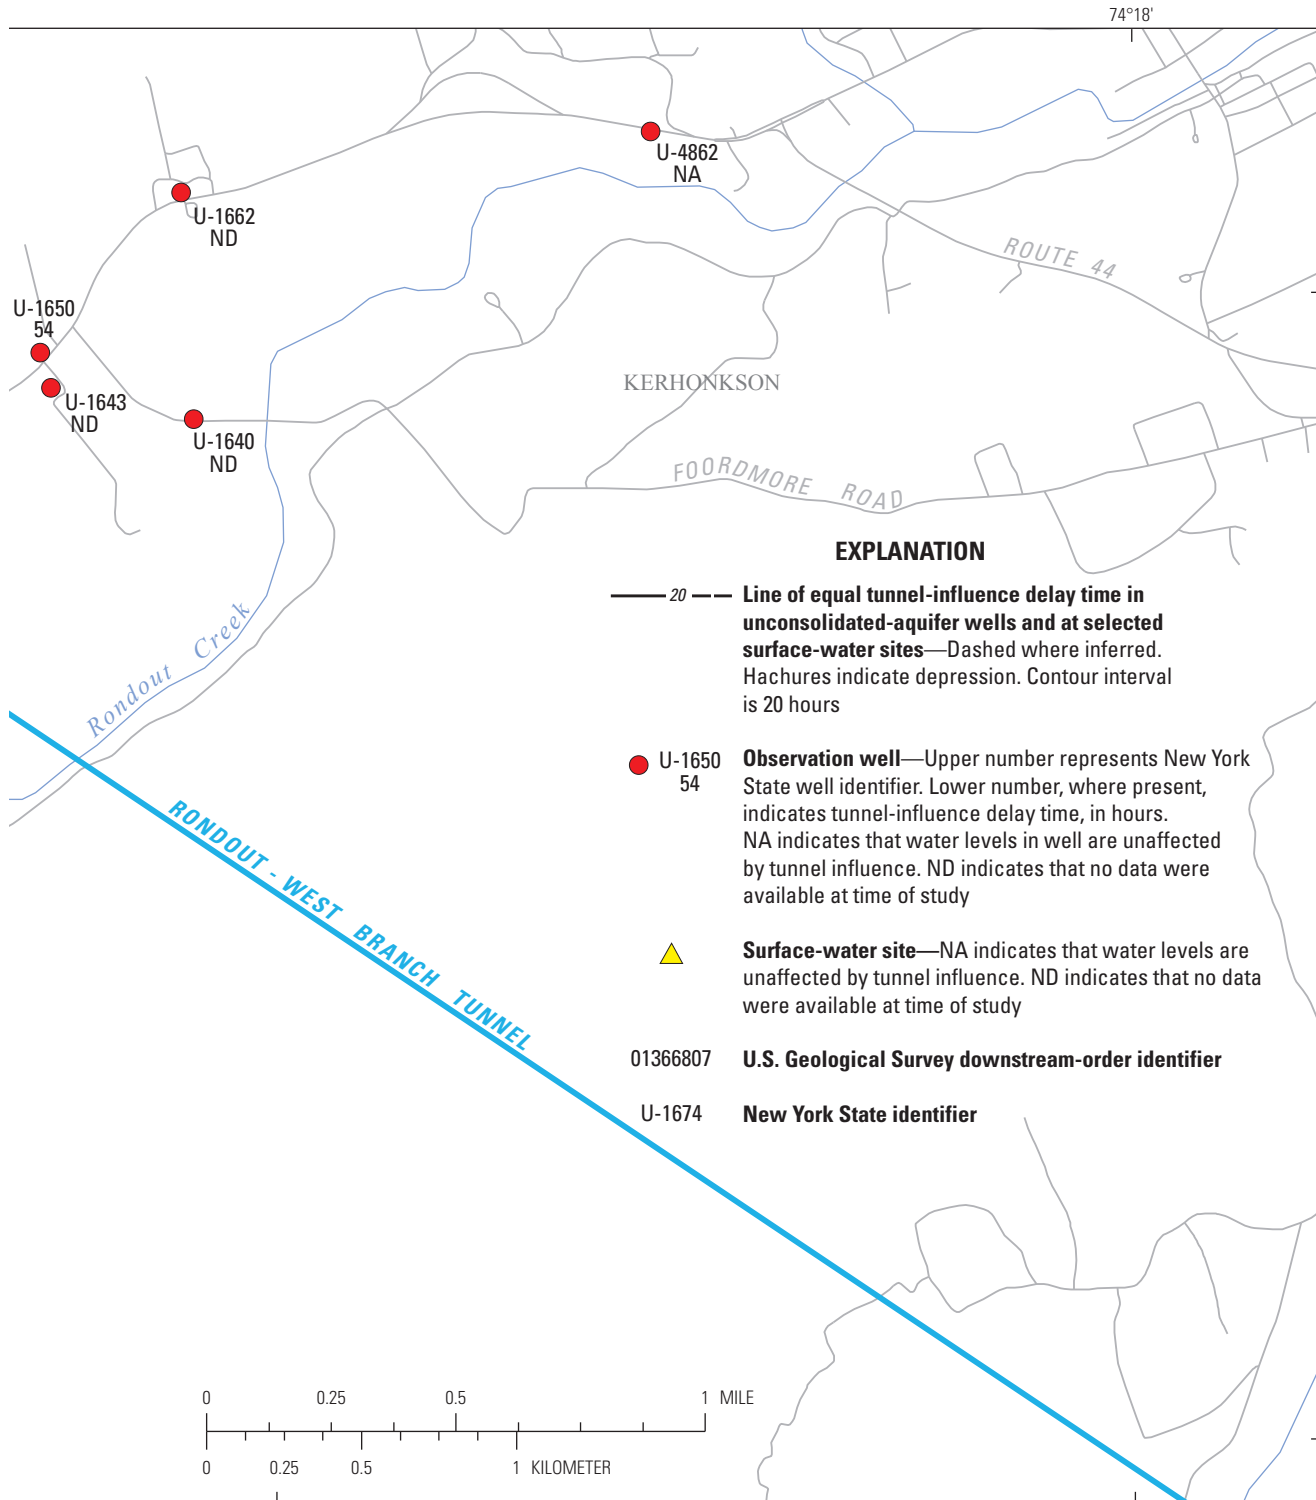 74°18'
U-4862
NA
U-1662
ND
ROUTE 44
U-1650
54
KERHONKSON
U-1643
ND
U-1640
ND
FOORDMORE ROAD
EXPLANATION
20
Line of equal tunnel-influence delay time in
unconsolidated-aquifer wells and at selected
surface-water sites—Dashed where inferred.
Hachures indicate depression. Contour interval
is 20 hours
Rondout Creek
U-1650
54
Observation well—Upper number represents New York
State well identifier. Lower number, where present,
indicates tunnel-influence delay time, in hours.
NA indicates that water levels in well are unaffected
by tunnel influence. ND indicates that no data were
available at time of study
RONDOUT - WEST BRANCH TUNNEL
Surface-water site—NA indicates that water levels are
unaffected by tunnel influence. ND indicates that no data
were available at time of study
01366807 U.S. Geological Survey downstream-order identifier
U-1674 New York State identifier
0 0.25 0.5 1 MILE
0 0.25 0.5 1 KILOMETER